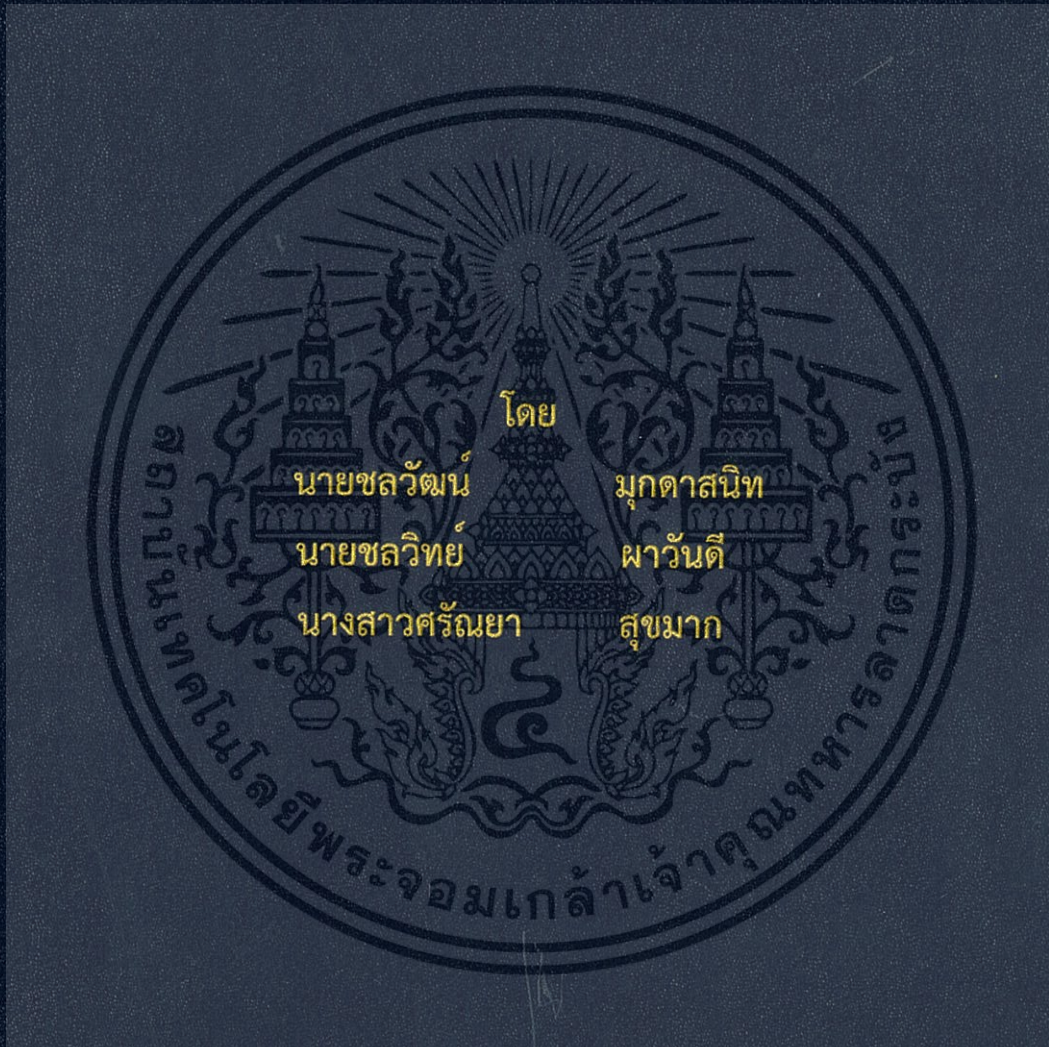 โดย
นายชลวัฒน์ มุกดาสนิท
นายชลวิทย์ ผาวันดี
นางสาวศรัณยา สุขมาก
สถาบันเทคโนโลยีพระจอมเกล้าเจ้าคุณทหารลาดกระบัง
๔